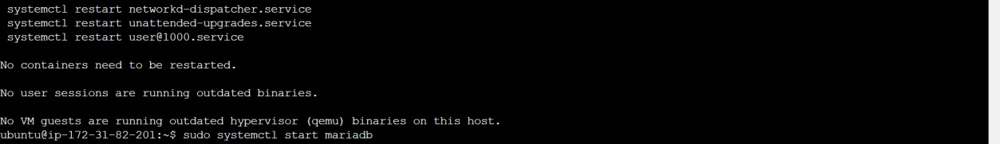 systemctl restart networkd-dispatcher.service
systemctl restart unattended-upgrades.service
systemctl restart user@1000.service
No containers need to be restarted.
No user sessions are running outdated binaries.
No VM guests are running outdated hypervisor (qemu) binaries on this host.
ubuntu@ip-172-31-82-201:~$ sudo systemctl start mariadb